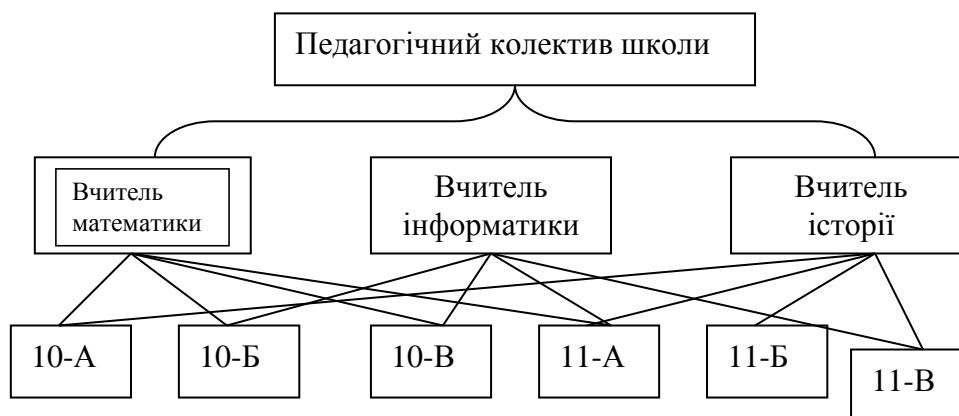 Педагогічний колектив школи
Вчитель
математики
Вчитель
інформатики
Вчитель
історії
10-А
10-Б
10-В
11-А
11-Б
11-В